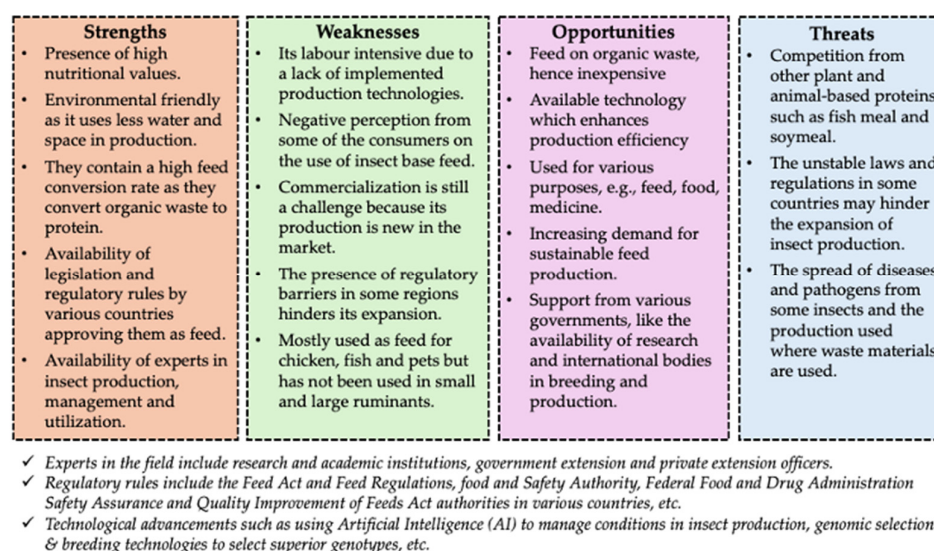 Strengths
• Presence of high
nutritional values.
• Environmental friendly
as it uses less water and
space in production.
• They contain a high feed
conversion rate as they
convert organic waste to
protein.
• Availability of
legislation and
regulatory rules by
various countries
approving them as feed.
• Availability of experts in
insect production,
management and
utilization.
Weaknesses
• Its labour intensive due to
a lack of implemented
production technologies.
• Negative perception from
some of the consumers on
the use of insect base feed.
• Commercialization is still
a challenge because its
production is new in the
market.
• The presence of regulatory
barriers in some regions
hinders its expansion.
• Mostly used as feed for
chicken, fish and pets but
has not been used in small
and large ruminants.
Opportunities
• Feed on organic waste,
hence inexpensive
• Available technology
which enhances
production efficiency
• Used for various
purposes, e.g., feed, food,
medicine.
• Increasing demand for
sustainable feed
production.
• Support from various
governments, like the
availability of research
and international bodies
in breeding and
production.
Threats
• Competition from
other plant and
animal-based proteins
such as fish meal and
soymeal.
• The unstable laws and
regulations in some
countries may hinder
the expansion of
insect production.
• The spread of diseases
and pathogens from
some insects and the
production used
where waste materials
are used.
✓ Experts in the field include research and academic institutions, government extension and private extension officers.
✓ Regulatory rules include the Feed Act and Feed Regulations, food and Safety Authority, Federal Food and Drug Administration
Safety Assurance and Quality Improvement of Feeds Act authorities in various countries, etc.
✓ Technological advancements such as using Artificial Intelligence (AI) to manage conditions in insect production, genomic selection
& breeding technologies to select superior genotypes, etc.